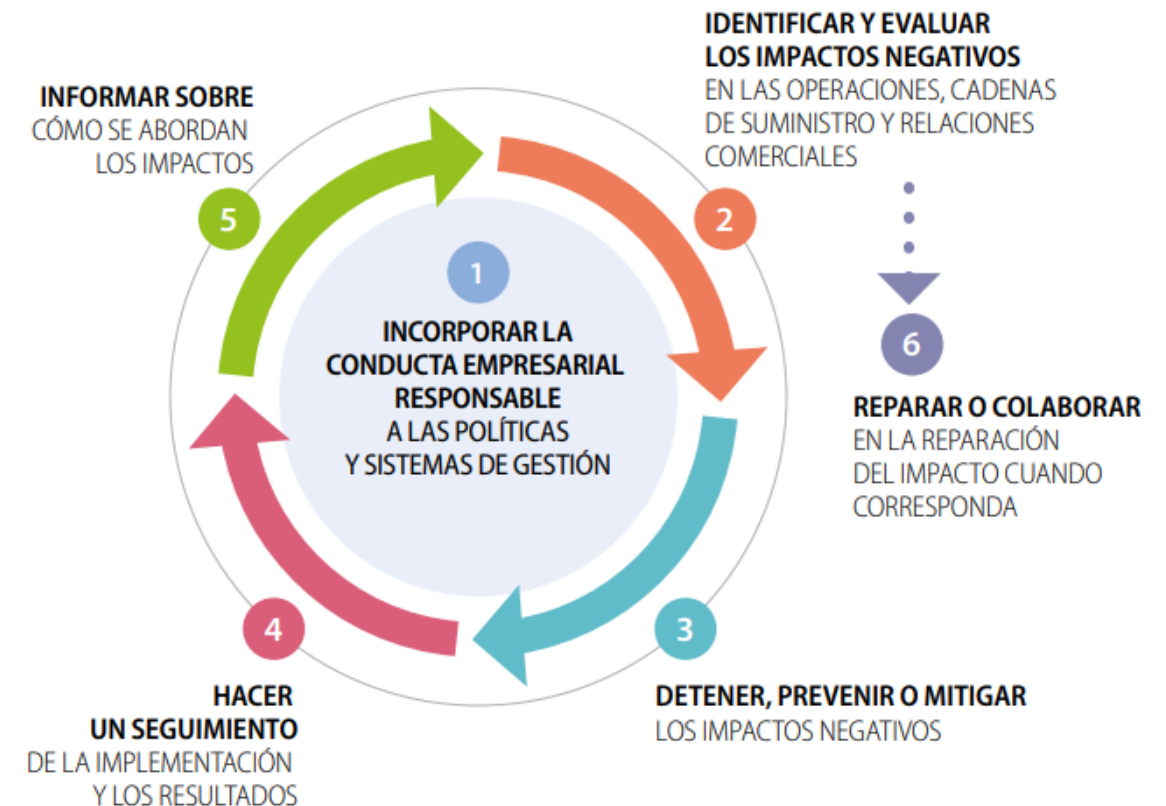 1
INCORPORAR LA
CONDUCTA EMPRESARIAL
RESPONSABLE
A LAS POLÍTICAS
Y SISTEMAS DE GESTIÓN
2
IDENTIFICAR Y EVALUAR
LOS IMPACTOS NEGATIVOS
EN LAS OPERACIONES, CADENAS
DE SUMINISTRO Y RELACIONES
COMERCIALES
3
DETENER, PREVENIR O MITIGAR
LOS IMPACTOS NEGATIVOS
4
HACER
UN SEGUIMIENTO
DE LA IMPLEMENTACIÓN
Y LOS RESULTADOS
5
INFORMAR SOBRE
CÓMO SE ABORDAN
LOS IMPACTOS
6
REPARAR O COLABORAR
EN LA REPARACIÓN
DEL IMPACTO CUANDO
CORRESPONDA